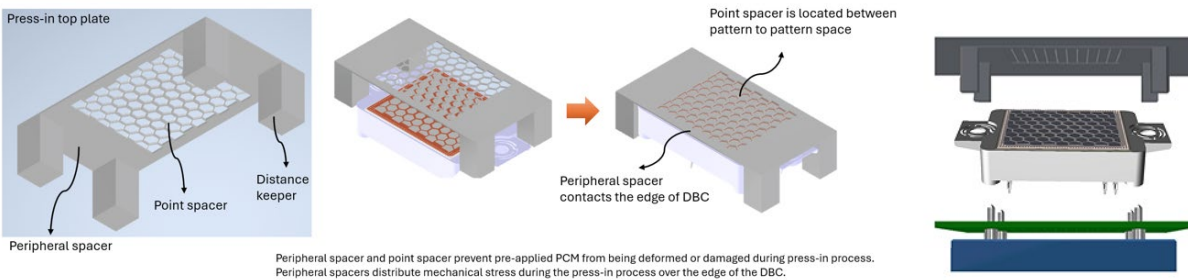 Press-in top plate
Point spacer
Distance
keeper
Peripheral spacer
Point spacer is located between
pattern to pattern space
Peripheral spacer
contacts the edge of DBC
Peripheral spacer and point spacer prevent pre-applied PCM from being deformed or damaged during press-in process.
Peripheral spacers distribute mechanical stress during the press-in process over the edge of the DBC.